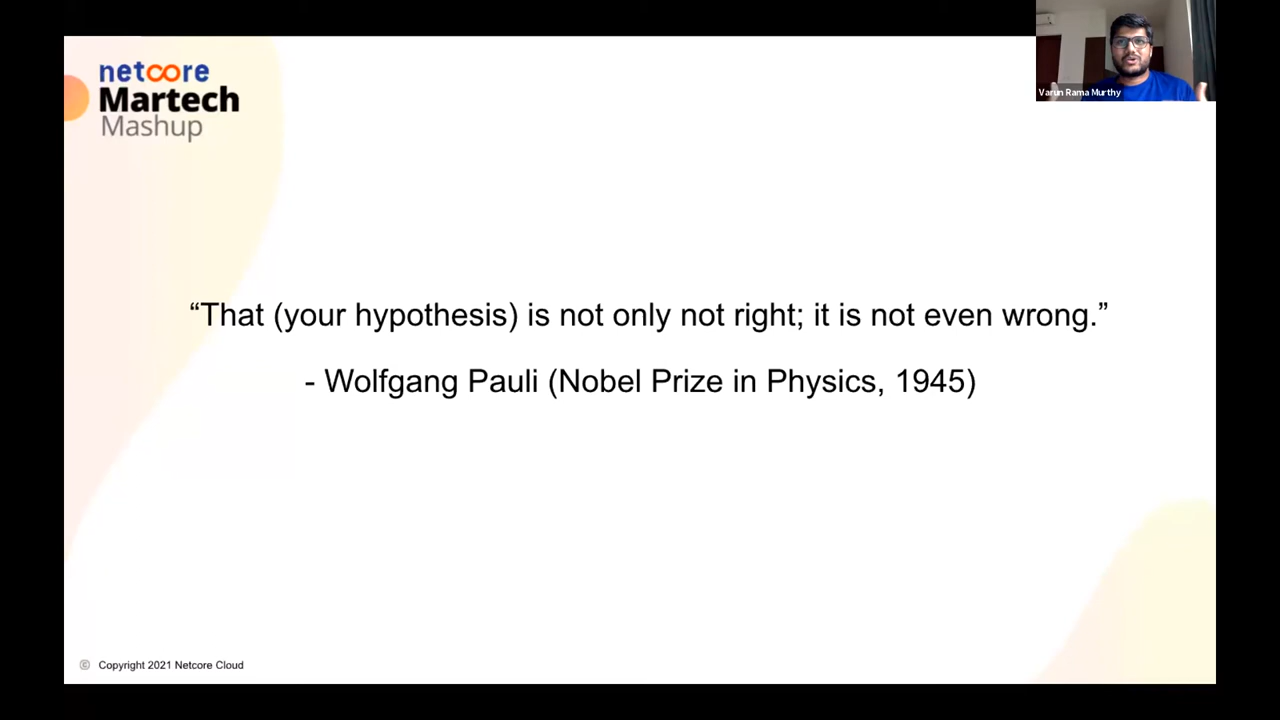 netcore
Martech
Mashup
Varun Rama Murthy
“That (your hypothesis) is not only not right; it is not even wrong.”
- Wolfgang Pauli (Nobel Prize in Physics, 1945)
© Copyright 2021 Netcore Cloud